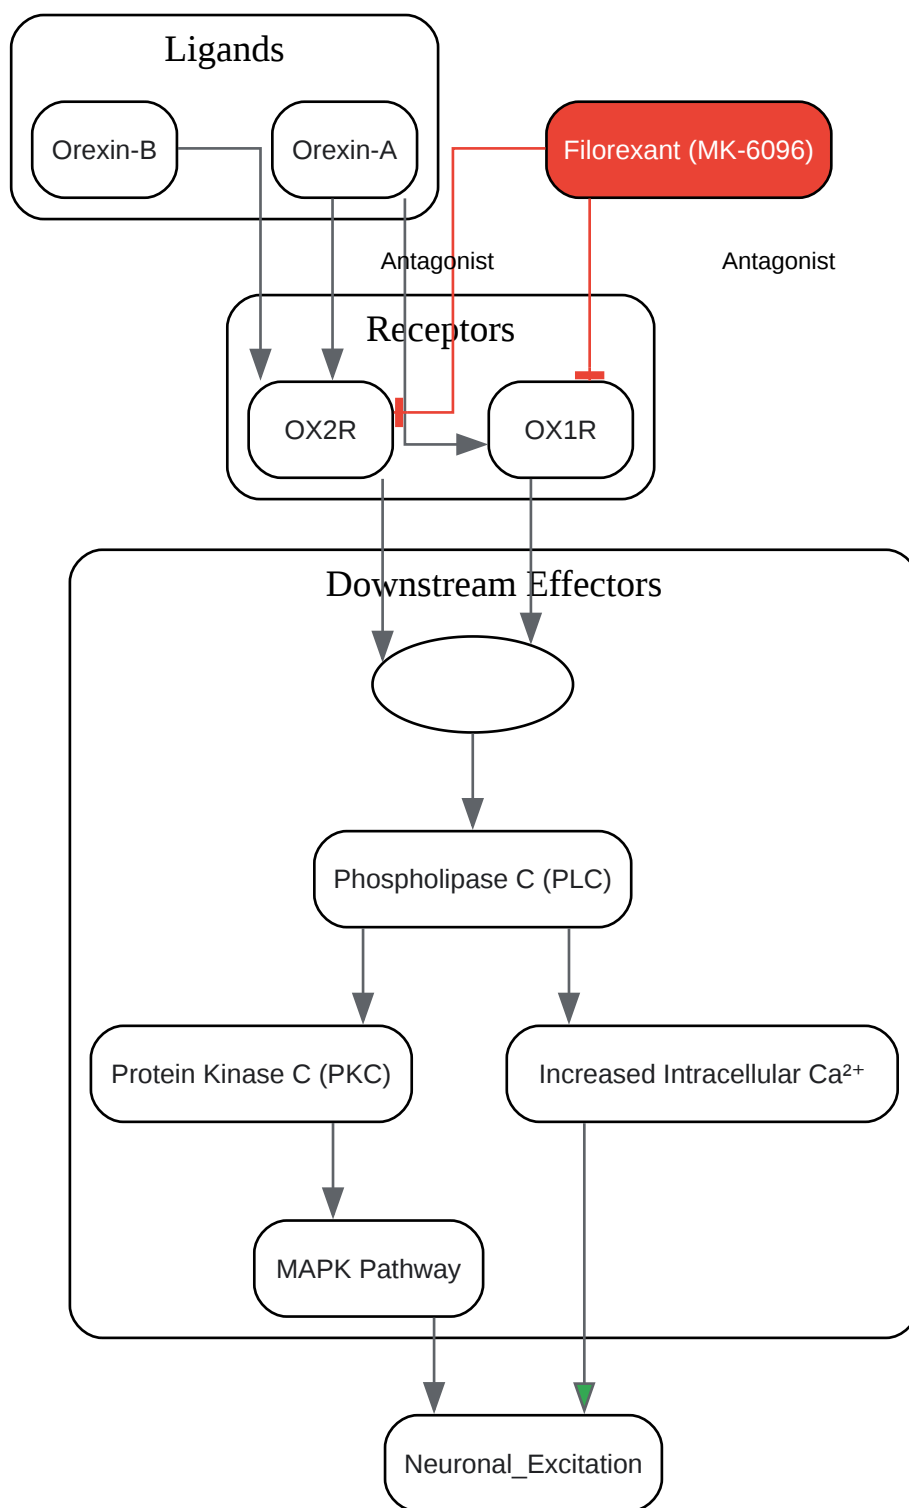 Ligands
Orexin-B
Orexin-A
Filorexant (MK-6096)
Antagonist
Antagonist
Receptors
OX2R
OX1R
Downstream Effectors
Phospholipase C (PLC)
Protein Kinase C (PKC)
Increased Intracellular Ca²⁺
MAPK Pathway
Neuronal_Excitation